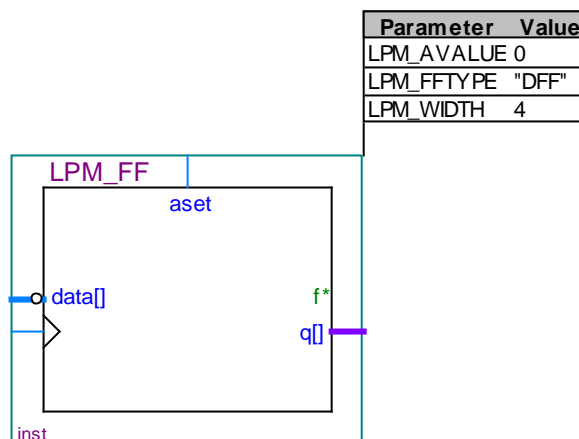 Parameter Value
LPM_AVALUE 0
LPM_FFTYPE "DFF"
LPM_WIDTH 4
LPM_FF
aset
data[]
f*
q[]
inst